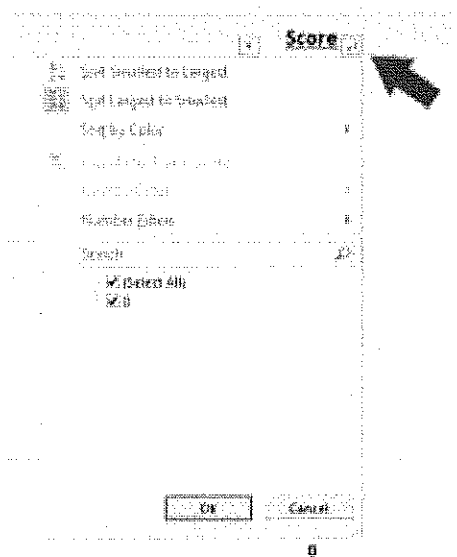 Score
Sort Smallest to Largest
Sort Largest to Smallest
Sort by Color
Number Filters
Search
(Select All)
0
OK
Cancel
0